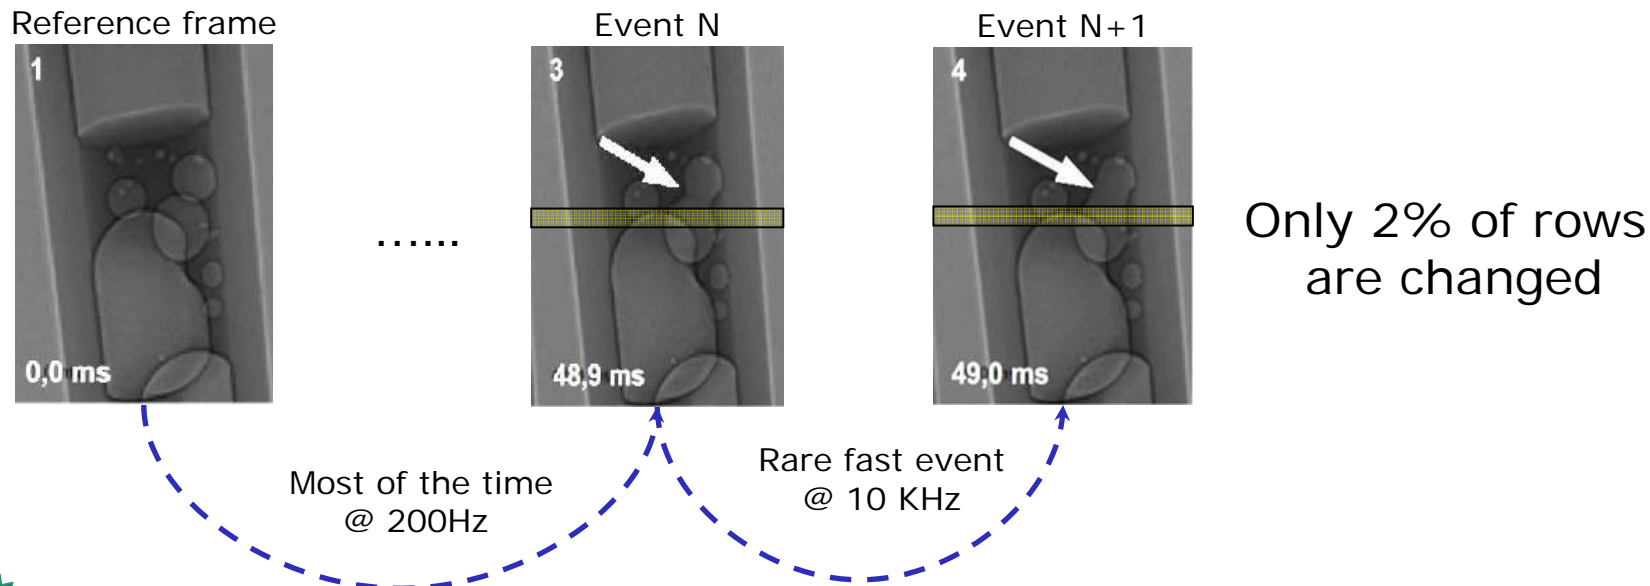 Reference frame
Event N
Event N+1
1
3
4
…...
Only 2% of rows
are changed
0,0 ms
48,9 ms
49,0 ms
Most of the time
@ 200Hz
Rare fast event
@ 10 KHz